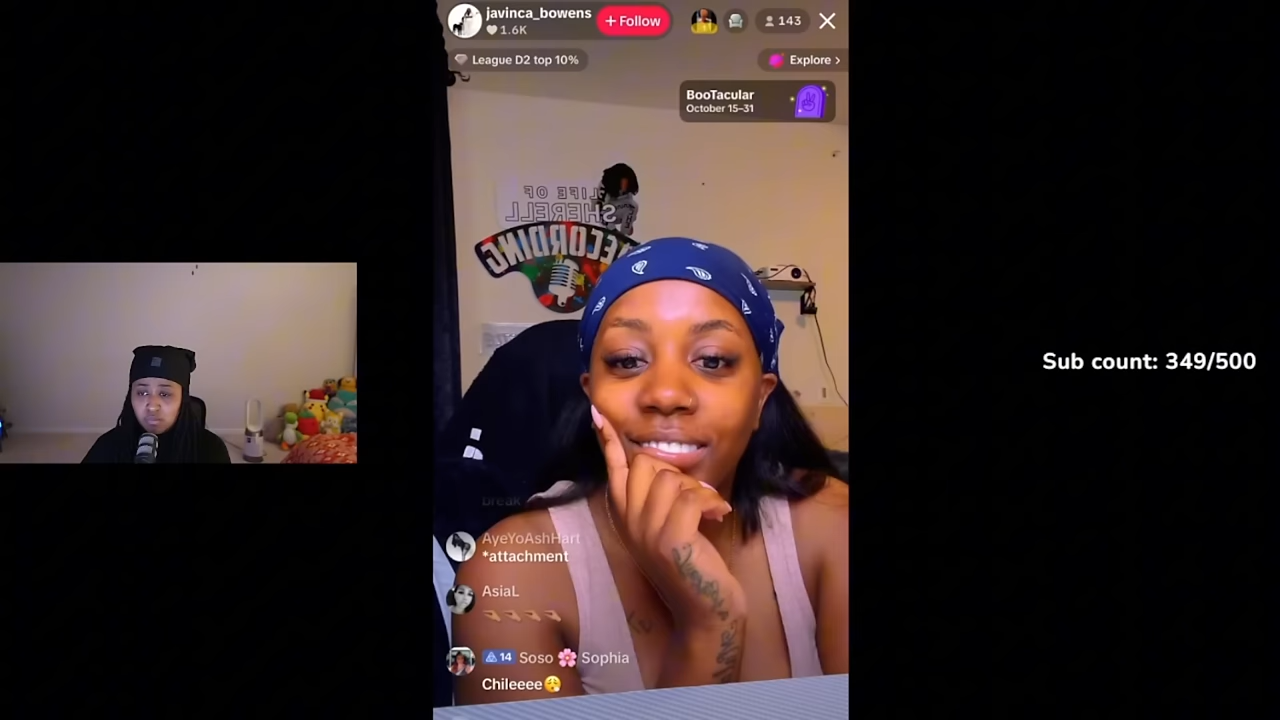 javinca_bowens
1.6K
+ Follow
143
League D2 top 10%
Explore >
BooTacular
October 15-31
LIFE OF
SHERELL
RECORDING
Sub count: 349/500
break
AyeYoAshHart
*attachment
AsiaL
14 Soso 🌸 Sophia
Chileeee😮‍💨